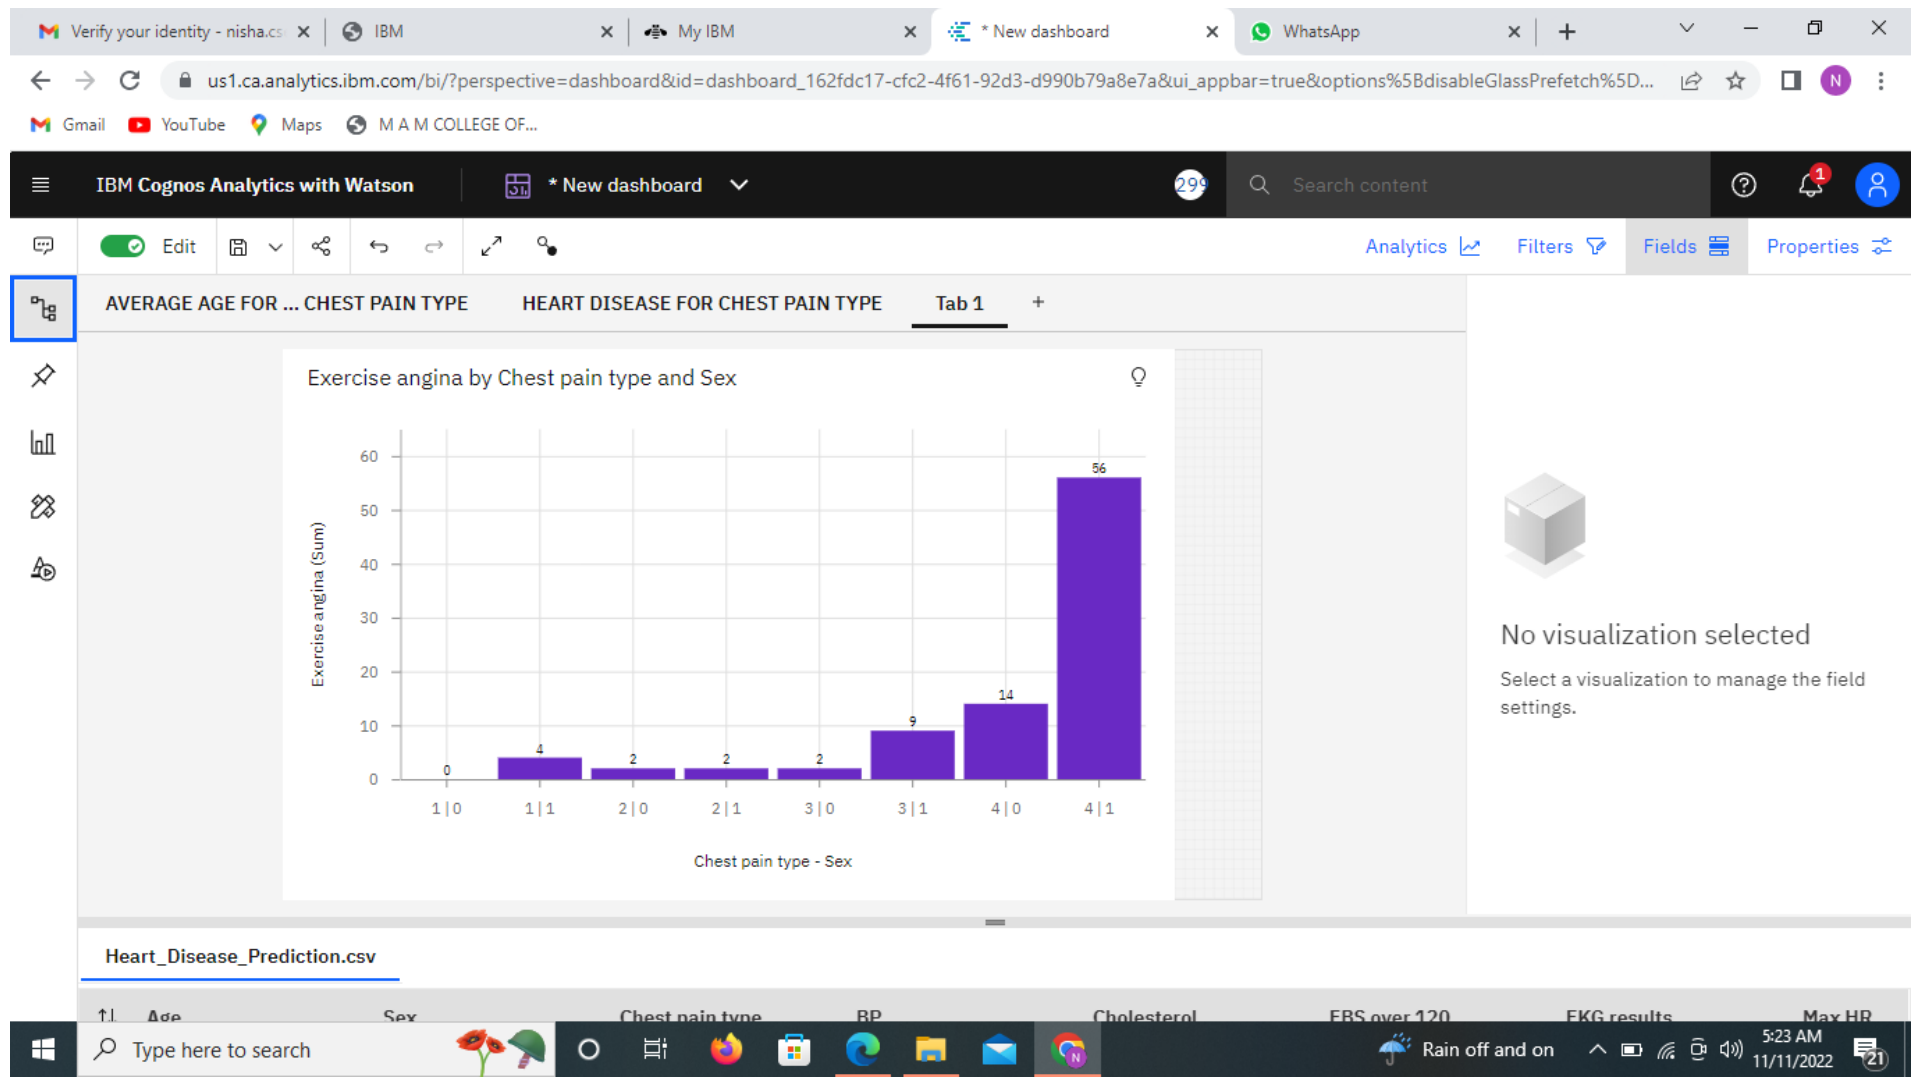 Verify your identity - nisha.cs
IBM
My IBM
* New dashboard
WhatsApp
us1.ca.analytics.ibm.com/bi/?perspective=dashboard&id=dashboard_162fdc17-cfc2-4f61-92d3-d990b79a8e7a&ui_appbar=true&options%5BdisableGlassPrefetch%5D...
N
Gmail
YouTube
Maps
M A M COLLEGE OF...
IBM Cognos Analytics with Watson
* New dashboard
299
Search content
1
Edit
Analytics
Filters
Fields
Properties
AVERAGE AGE FOR ... CHEST PAIN TYPE
HEART DISEASE FOR CHEST PAIN TYPE
Tab 1
Exercise angina by Chest pain type and Sex
Exercise angina (Sum)
60
50
40
30
20
10
0
0
4
2
2
2
9
14
56
1|0
1|1
2|0
2|1
3|0
3|1
4|0
4|1
Chest pain type - Sex
No visualization selected
Select a visualization to manage the field
settings.
Heart_Disease_Prediction.csv
Age
Sex
Chest pain type
BP
Cholesterol
FBS over 120
EKG results
Max HR
Type here to search
N
Rain off and on
5:23 AM
11/11/2022
21